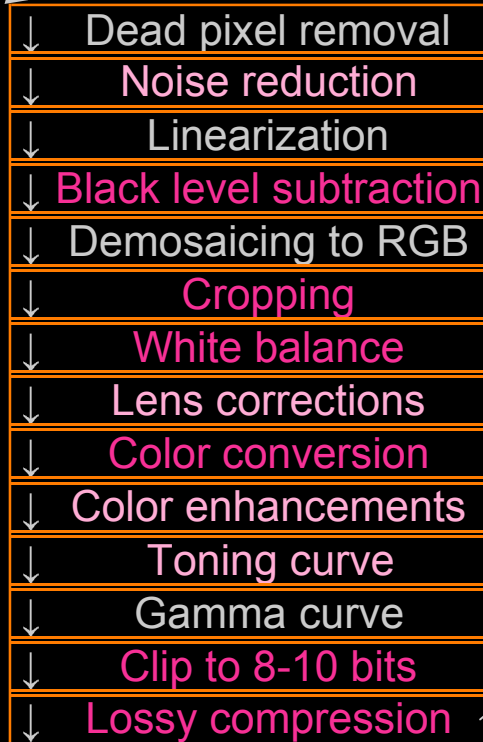 ↓ Dead pixel removal
↓ Noise reduction
↓ Linearization
↓ Black level subtraction
↓ Demosaicing to RGB
↓ Cropping
↓ White balance
↓ Lens corrections
↓ Color conversion
↓ Color enhancements
↓ Toning curve
↓ Gamma curve
↓ Clip to 8-10 bits
↓ Lossy compression